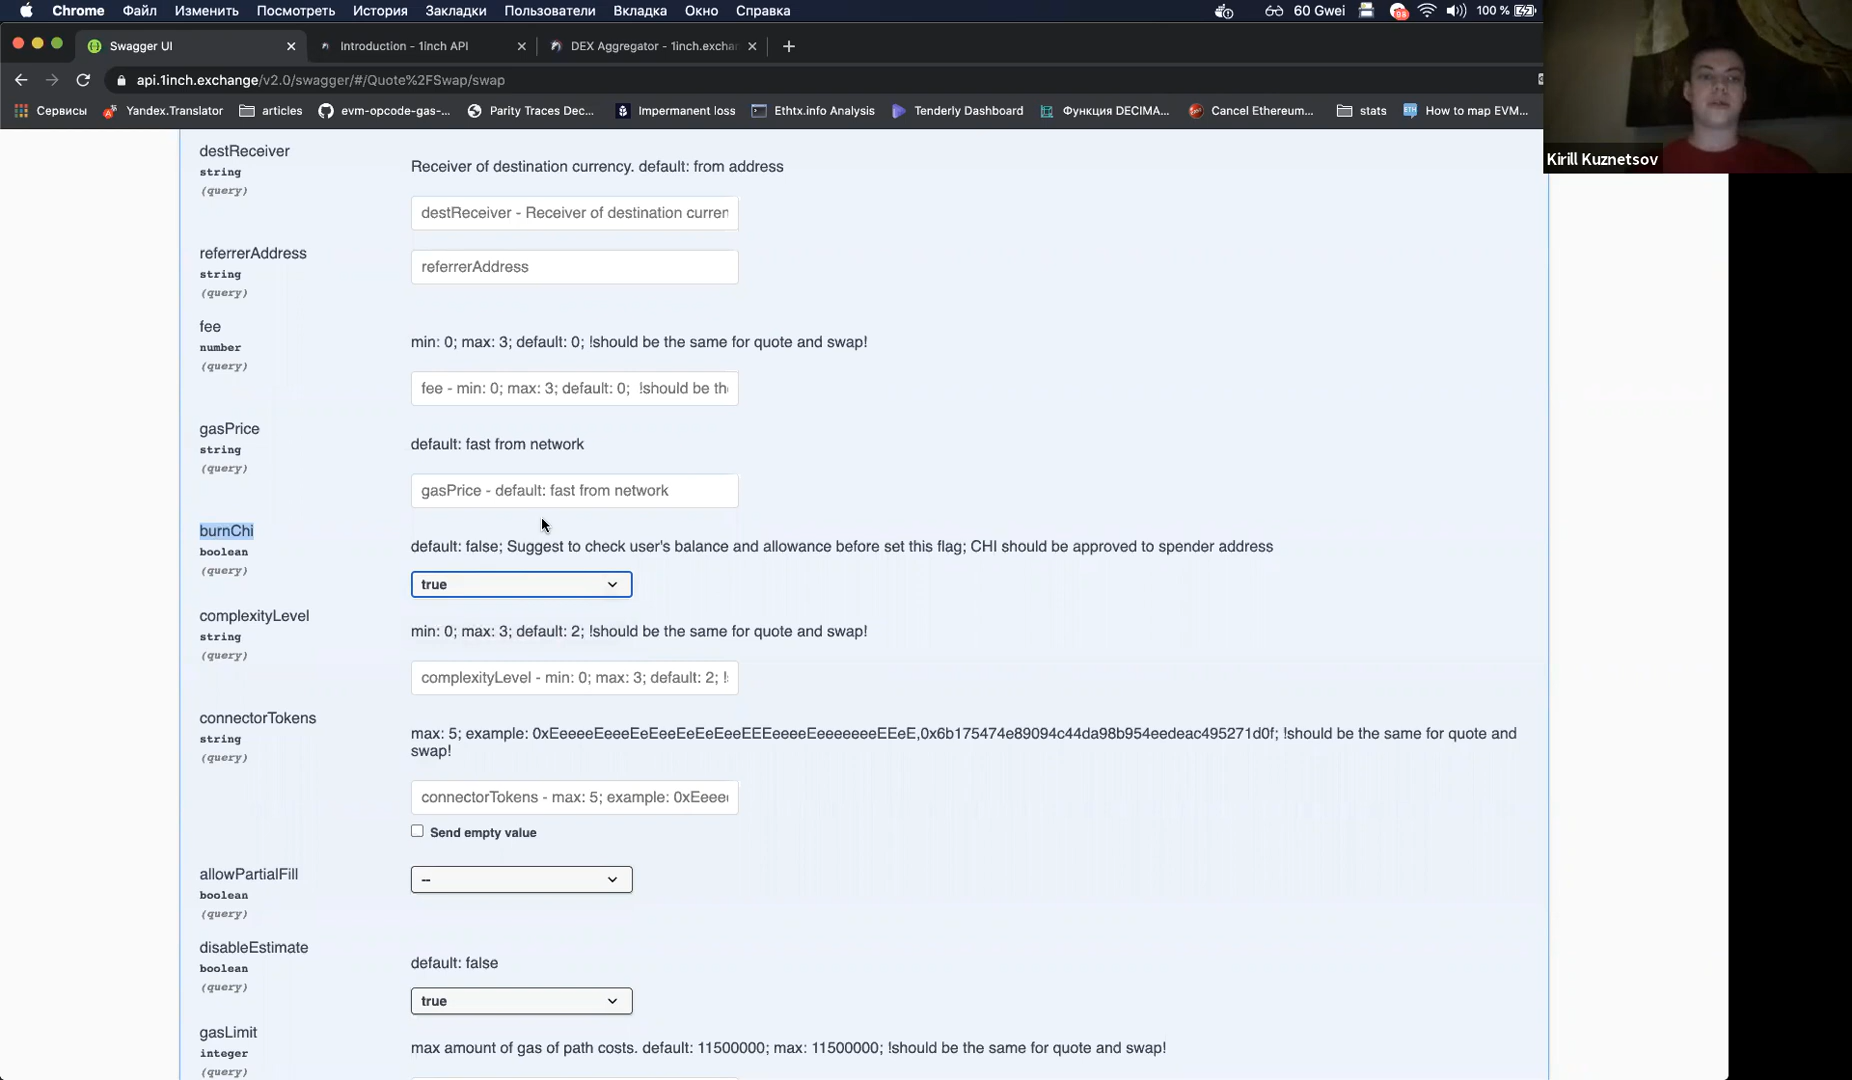 Chrome Файл Изменить Посмотреть История Закладки Пользователи Вкладка Окно Справка 60 Gwei 100 %
Swagger UI Introduction - 1inch API DEX Aggregator - 1inch.exchan
api.1inch.exchange/v2.0/swagger/#/Quote%2FSwap/swap
Сервисы Yandex.Translator articles evm-opcode-gas-... Parity Traces Dec... Impermanent loss Ethtx.info Analysis Tenderly Dashboard Функция DECIMA... Cancel Ethereum... stats How to map EVM...
Kirill Kuznetsov
destReceiver
string
(query)
Receiver of destination currency. default: from address
destReceiver - Receiver of destination curren
referrerAddress
string
(query)
referrerAddress
fee
number
(query)
min: 0; max: 3; default: 0; !should be the same for quote and swap!
fee - min: 0; max: 3; default: 0; !should be th
gasPrice
string
(query)
default: fast from network
gasPrice - default: fast from network
burnChi
boolean
(query)
default: false; Suggest to check user's balance and allowance before set this flag; CHI should be approved to spender address
true
complexityLevel
string
(query)
min: 0; max: 3; default: 2; !should be the same for quote and swap!
complexityLevel - min: 0; max: 3; default: 2; !
connectorTokens
string
(query)
max: 5; example: 0xEeeeeEeeeEeEeeEeEeEeeEEEeeeeEeeeeeeeEEeE,0x6b175474e89094c44da98b954eedeac495271d0f; !should be the same for quote and
swap!
connectorTokens - max: 5; example: 0xEeee
Send empty value
allowPartialFill
boolean
(query)
--
disableEstimate
boolean
(query)
default: false
true
gasLimit
integer
(query)
max amount of gas of path costs. default: 11500000; max: 11500000; !should be the same for quote and swap!